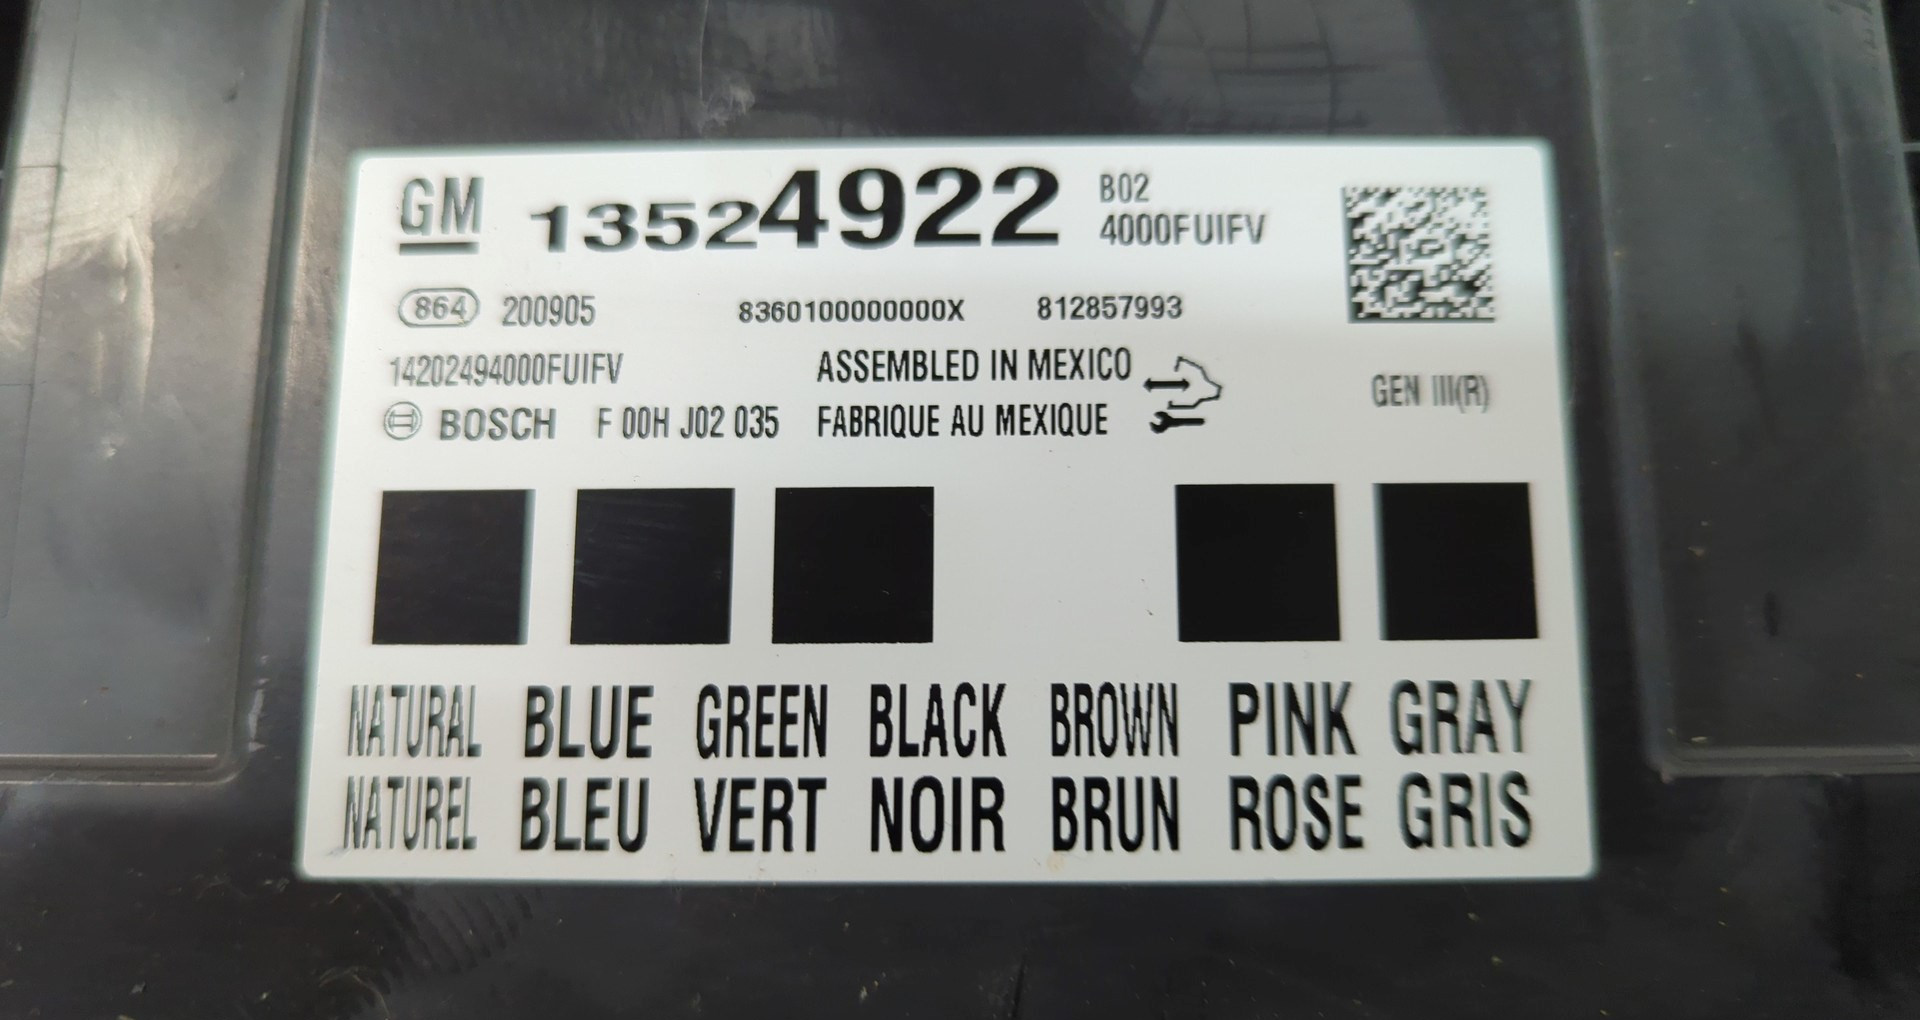 GM 13524922 B02
4000FUIFV
864 200905 8360100000000X 812857993
14202494000FUIFV ASSEMBLED IN MEXICO
GEN III(R)
BOSCH F 00H J02 035 FABRIQUE AU MEXIQUE
NATURAL BLUE GREEN BLACK BROWN PINK GRAY
NATUREL BLEU VERT NOIR BRUN ROSE GRIS